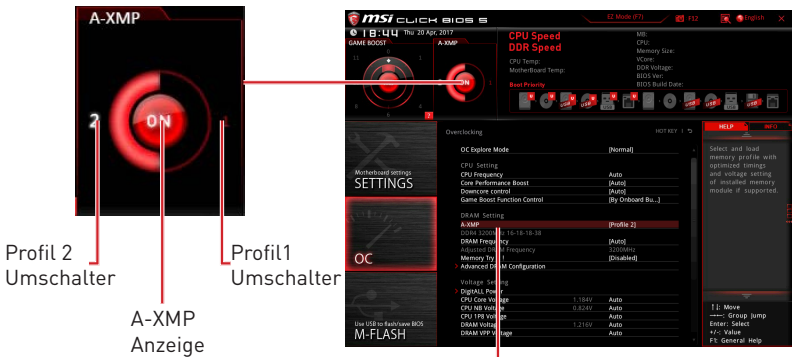 A-XMP
2
ON
1
Profil 2
Umschalter
Profil1
Umschalter
A-XMP
Anzeige
msi CLICK BIOS 5
EZ Mode (F7)
F12
English
X
18:44 Thu 20 Apr, 2017
GAME BOOST
A-XMP
ON
CPU Speed
DDR Speed
CPU Temp:
MotherBoard Temp:
MB:
CPU:
Memory Size:
VCore:
DDR Voltage:
BIOS Ver:
BIOS Build Date:
Boot Priority
Motherboard settings
SETTINGS
OC
Use USB to flash/save BIOS
M-FLASH
Overclocking
HOT KEY
OC Explore Mode [Normal]
CPU Setting
CPU Frequency Auto
Core Performance Boost [Auto]
Downcore control [Auto]
Game Boost Function Control [By Onboard Bu...]
DRAM Setting
A-XMP [Profile 2]
DDR4 3200MHz 16-18-18-38
DRAM Frequency [Auto]
Adjusted DRAM Frequency 3200MHz
Memory Try It ! [Disabled]
> Advanced DRAM Configuration
Voltage Setting
> DigitALL Power
CPU Core Voltage 1.184V Auto
CPU NB Voltage 0.824V Auto
CPU 1P8 Voltage Auto
DRAM Voltage 1.216V Auto
DRAM VPP Voltage Auto
HELP
INFO
Select and load
memory profile with
optimized timings
and voltage setting
of installed memory
module if supported.
↑↓: Move
→←: Group Jump
Enter: Select
+/-: Value
F1: General Help